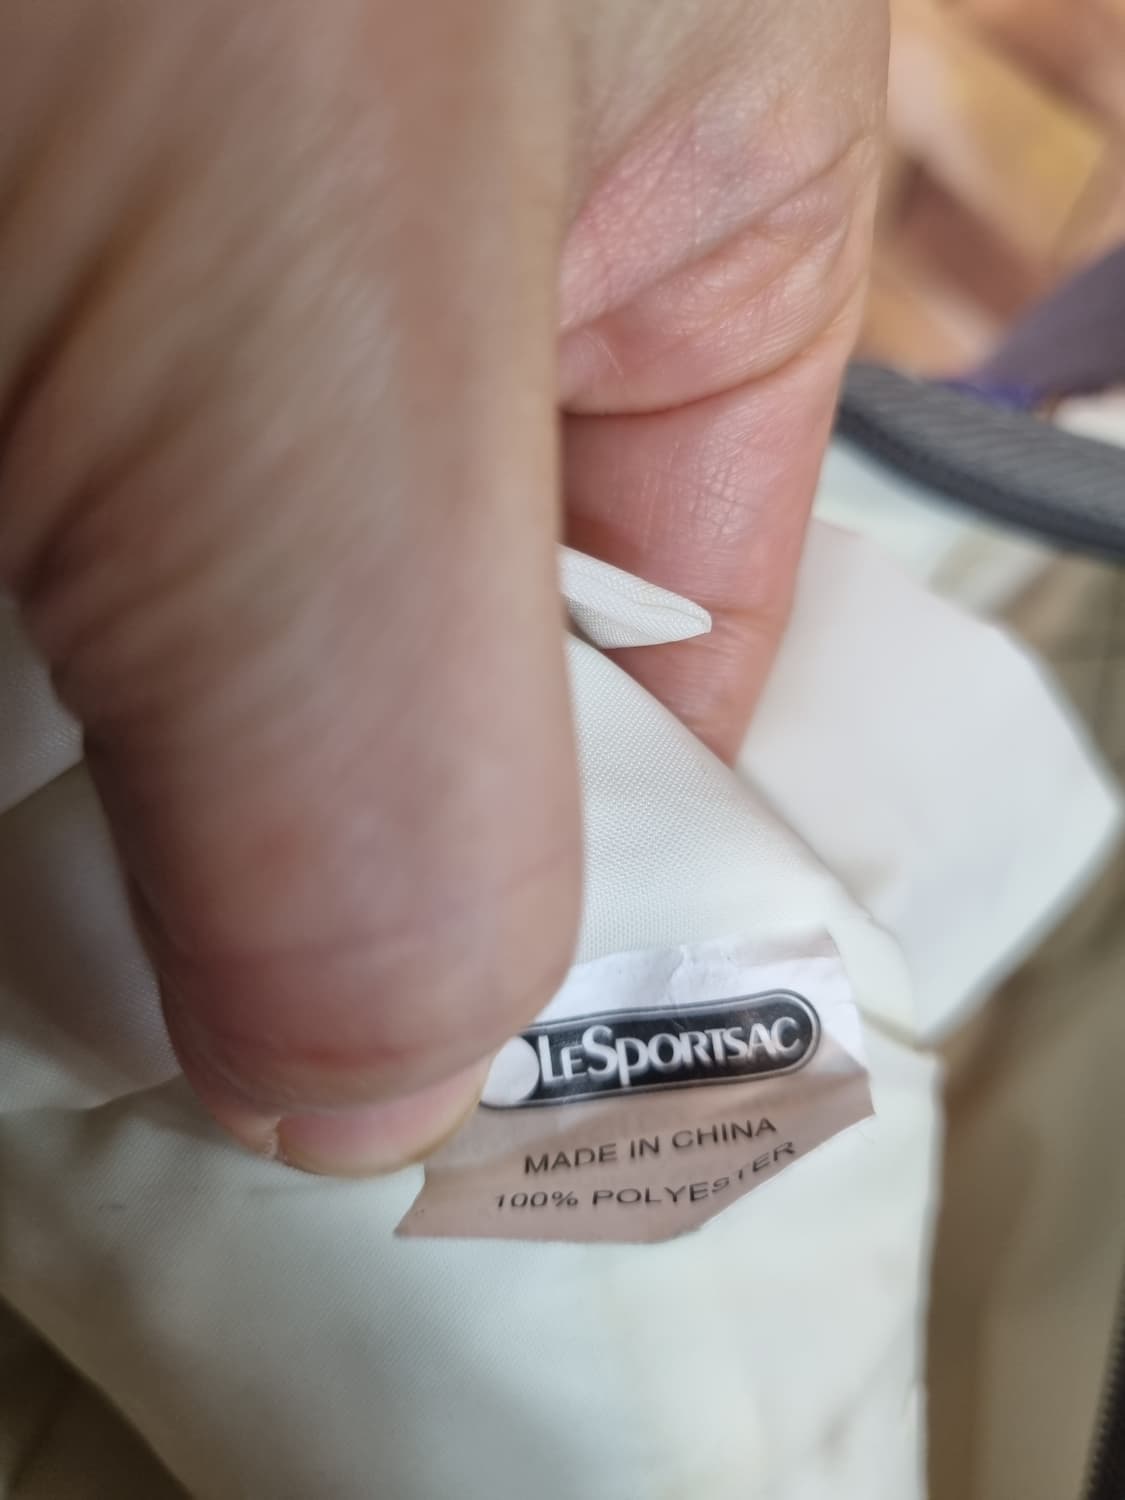 LeSportsac
MADE IN CHINA
100% POLYESTER